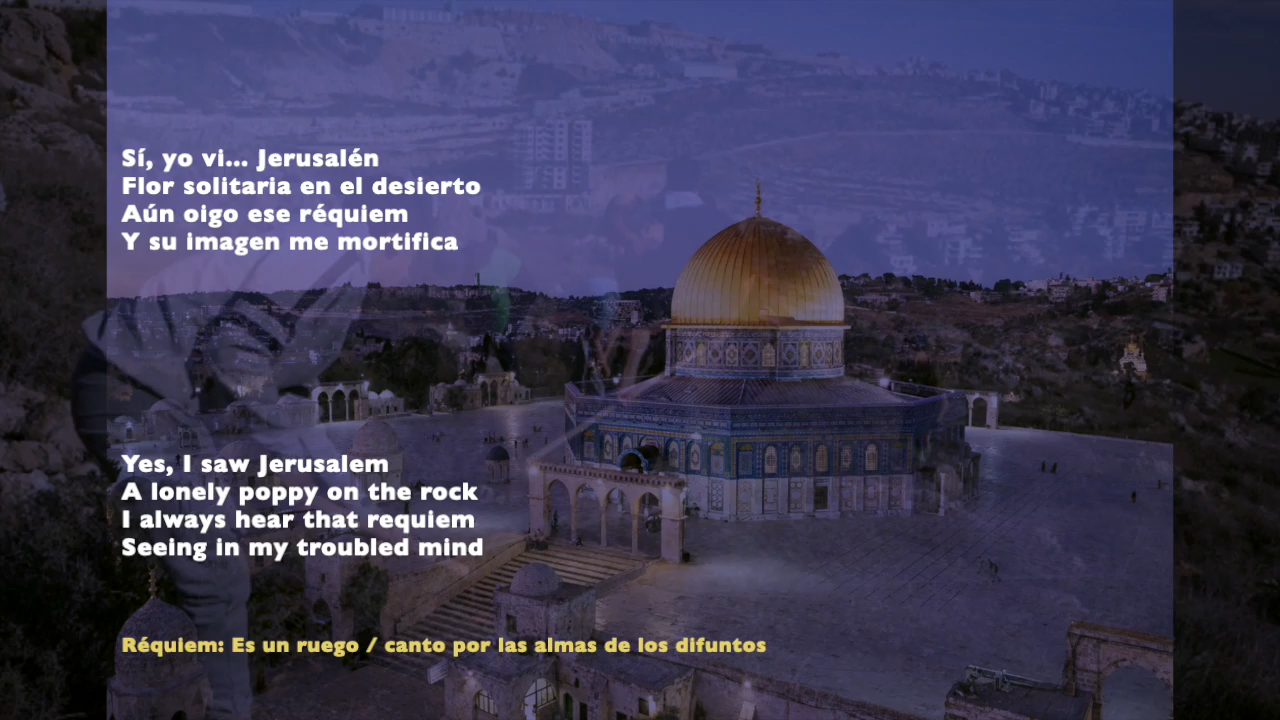 Sí, yo vi... Jerusalén
Flor solitaria en el desierto
Aún oigo ese réquiem
Y su imagen me mortifica
Yes, I saw Jerusalem
A lonely poppy on the rock
I always hear that requiem
Seeing in my troubled mind
Réquiem: Es un ruego / canto por las almas de los difuntos